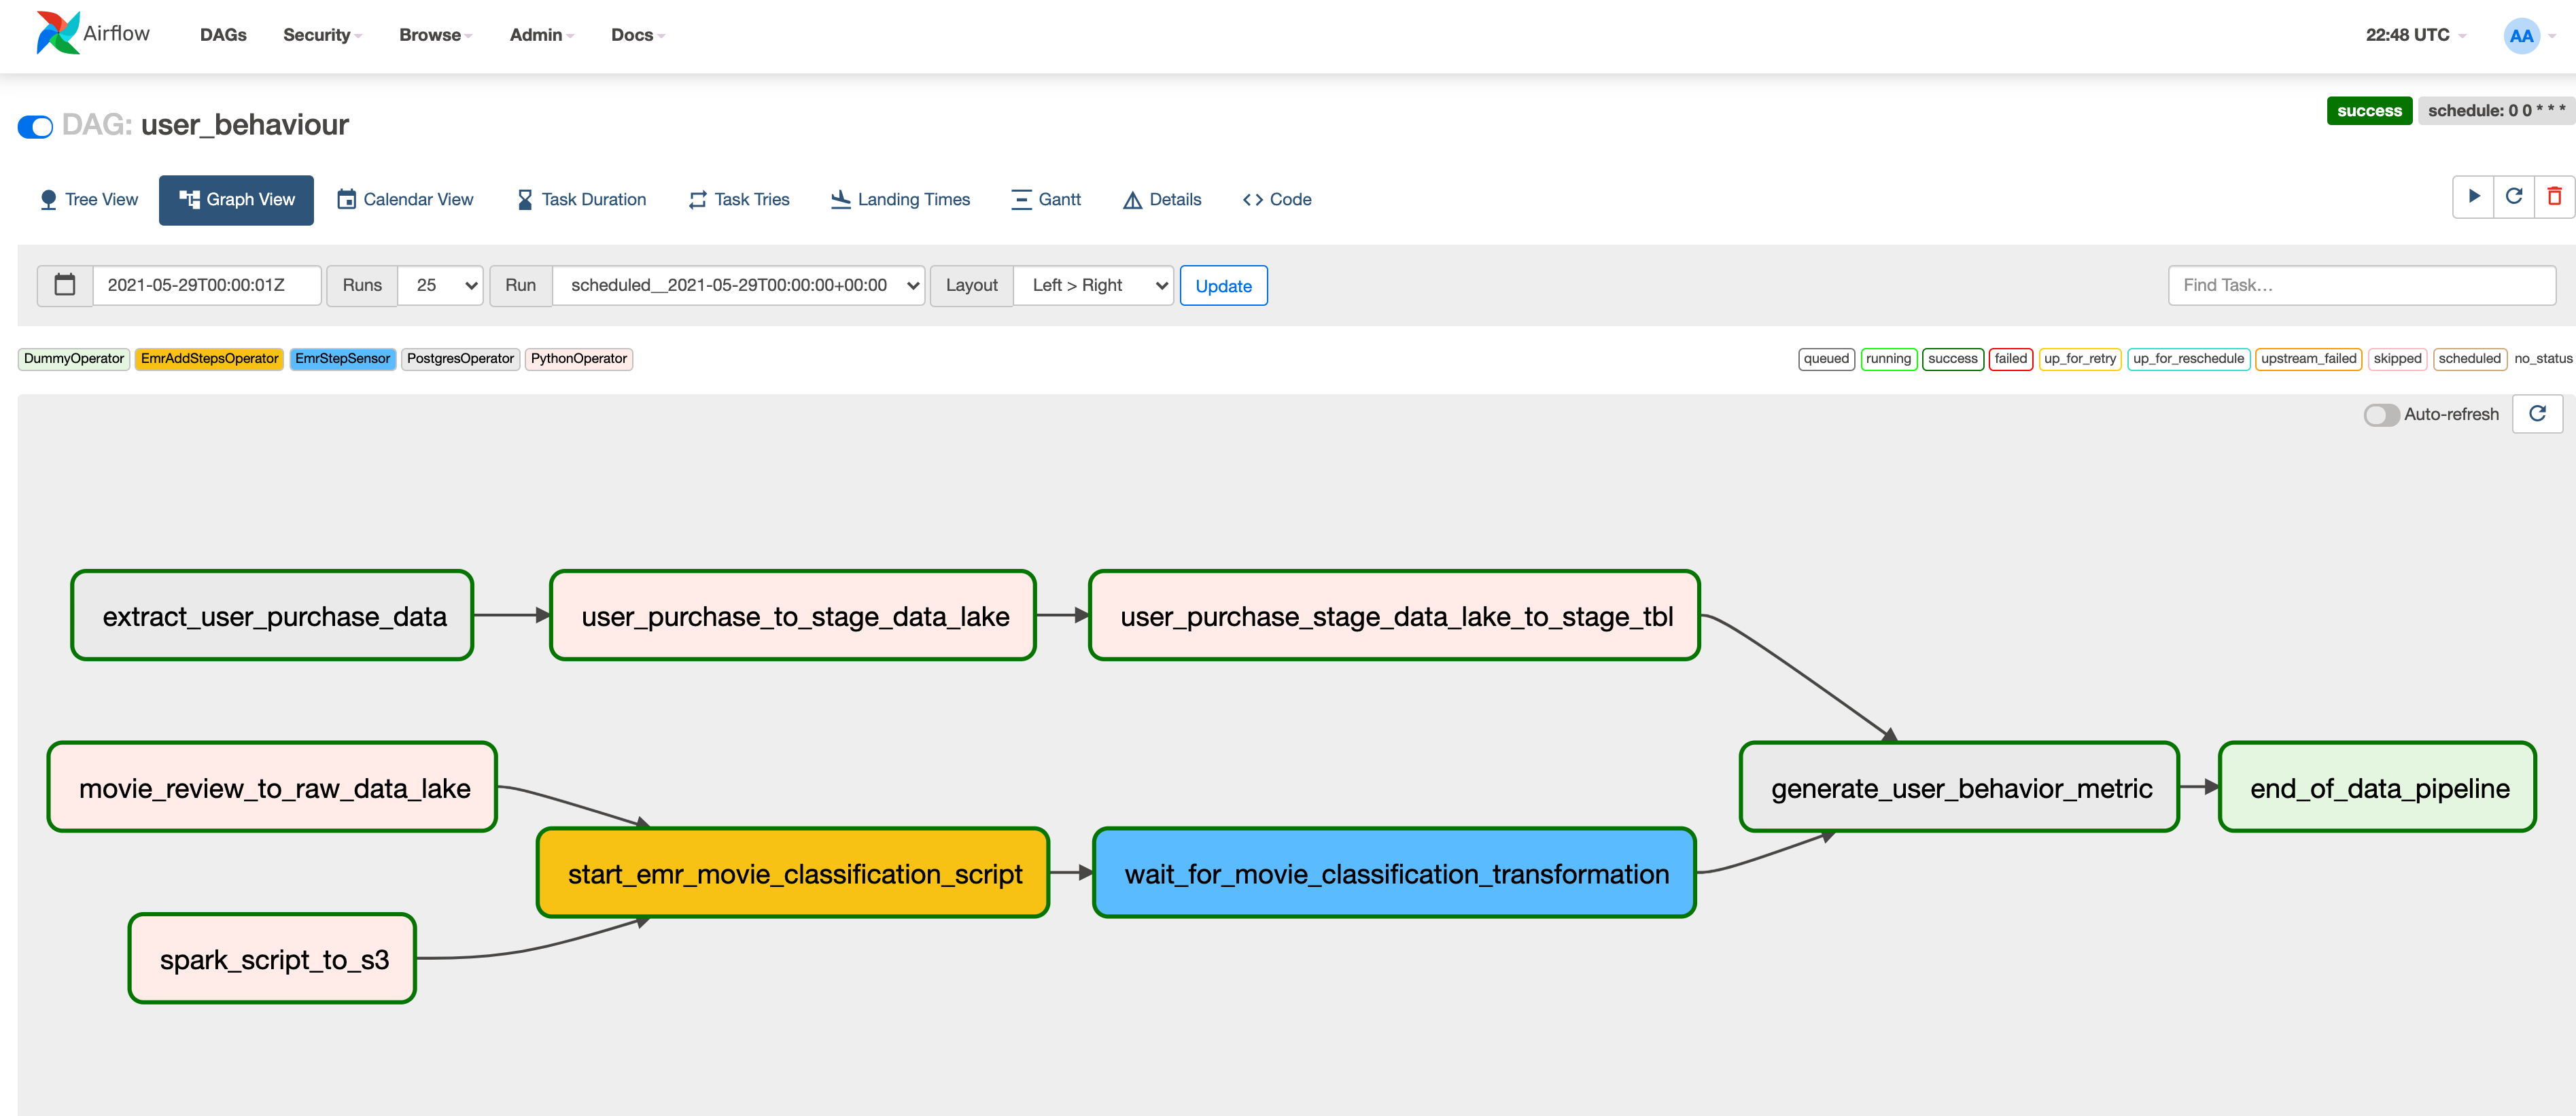 Airflow DAGs Security Browse Admin Docs 22:48 UTC AA
DAG: user_behaviour success schedule: 0 0 * * *
Tree View Graph View Calendar View Task Duration Task Tries Landing Times Gantt Details Code
2021-05-29T00:00:01Z Runs 25 Run scheduled__2021-05-29T00:00:00+00:00 Layout Left > Right Update Find Task…
DummyOperator EmrAddStepsOperator EmrStepSensor PostgresOperator PythonOperator queued running success failed up_for_retry up_for_reschedule upstream_failed skipped scheduled no_status
Auto-refresh
extract_user_purchase_data user_purchase_to_stage_data_lake user_purchase_stage_data_lake_to_stage_tbl
movie_review_to_raw_data_lake generate_user_behavior_metric end_of_data_pipeline
start_emr_movie_classification_script wait_for_movie_classification_transformation
spark_script_to_s3